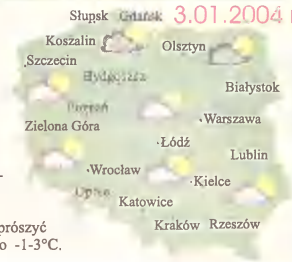 Słupsk Gdańsk 3.01.2004
Koszalin Olsztyn
Szczecin
Bydgoszcz
Białystok
Poznań
Warszawa
Zielona Góra
Łódź
Lublin
Wrocław
Kielce
Opole
Katowice
prószyć
Kraków Rzeszów
o -1-3°C.